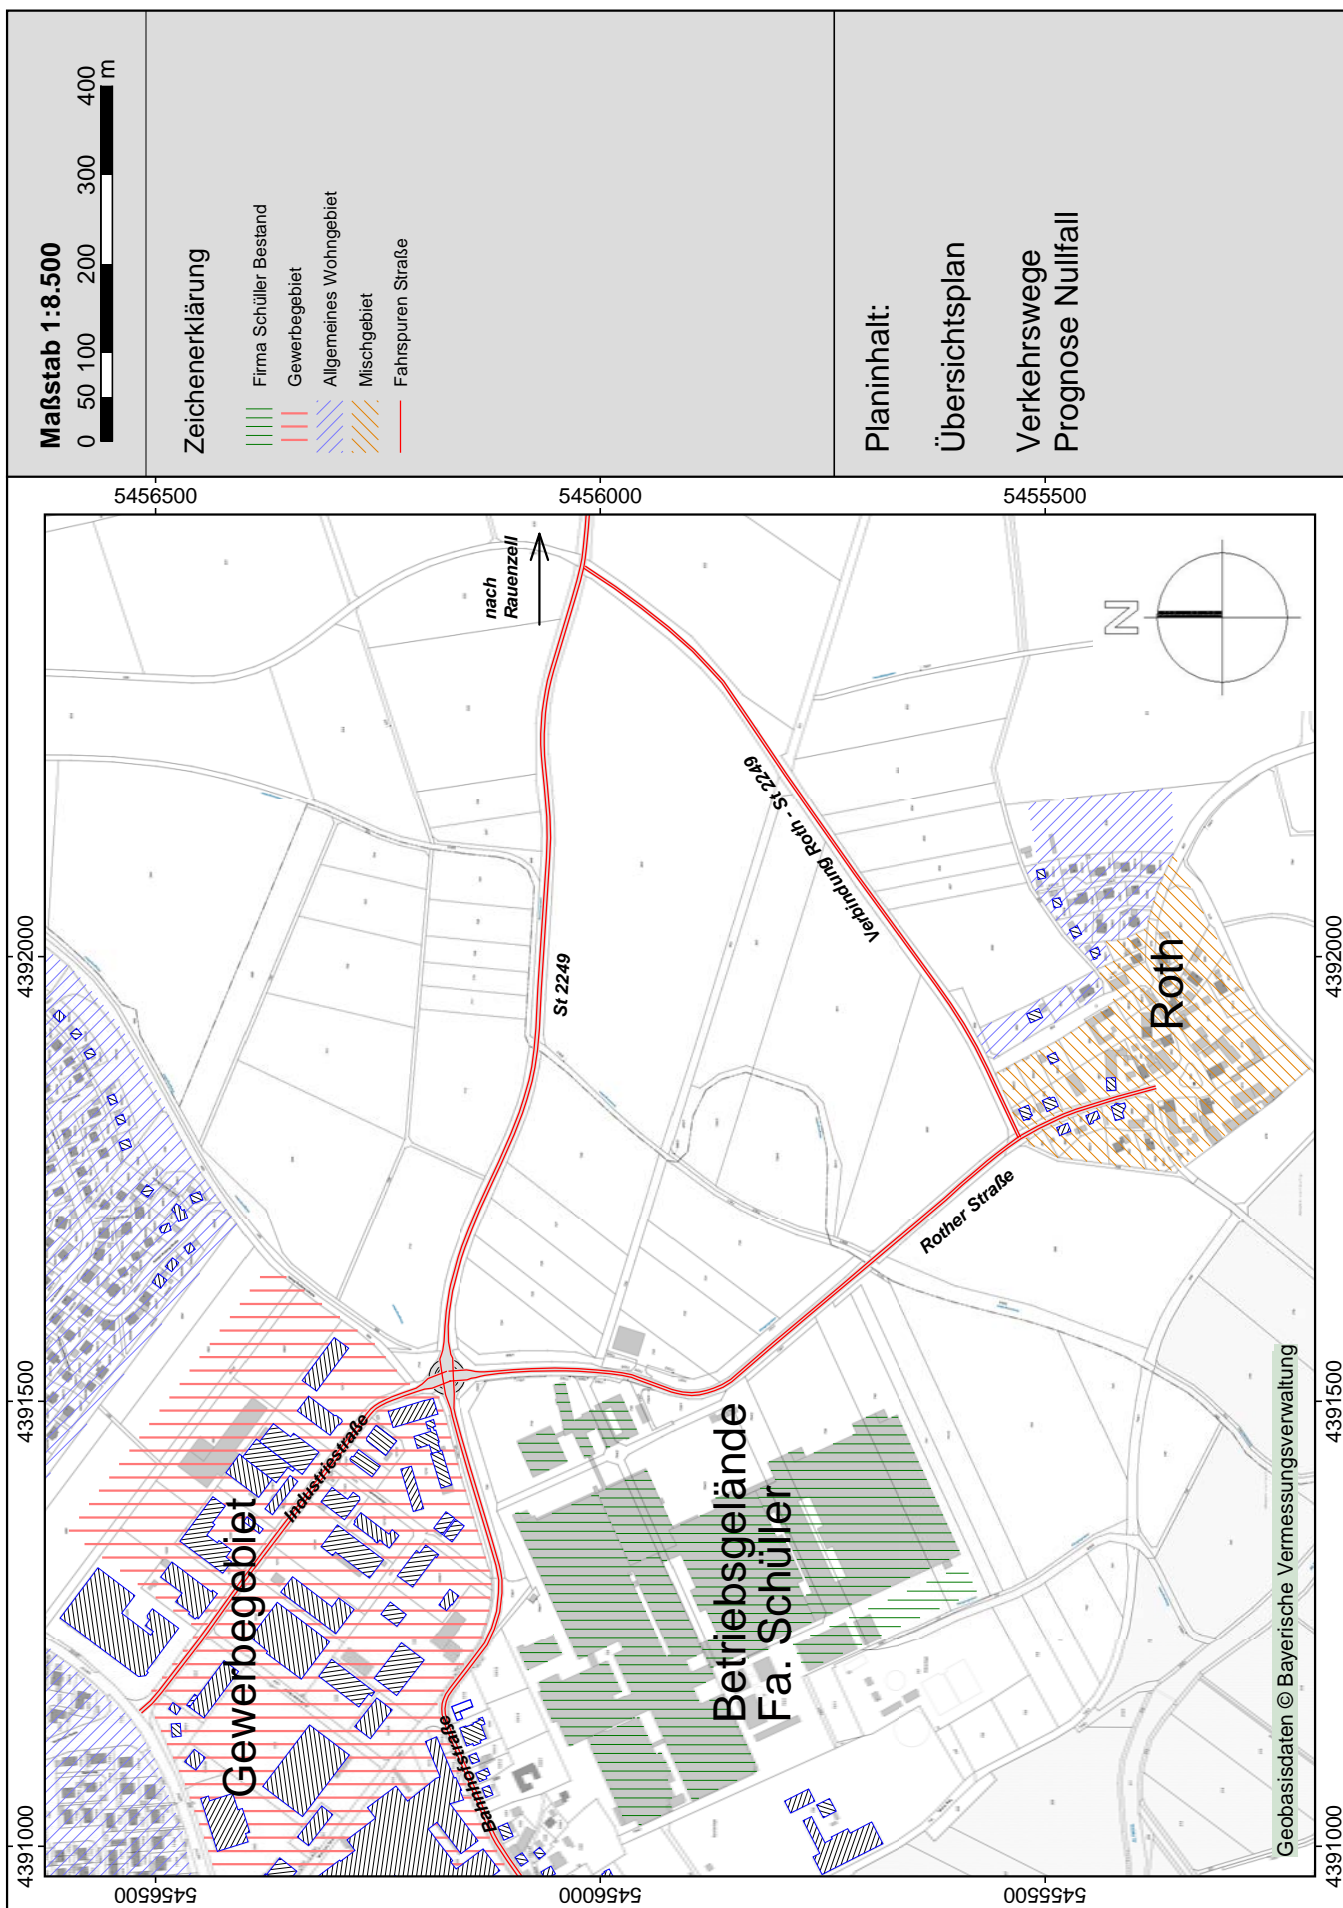 Maßstab 1:8.500
0 50 100 200 300 400
m
Zeichenerklärung
Firma Schüller Bestand
Gewerbegebiet
Allgemeines Wohngebiet
Mischgebiet
Fahrspuren Straße
Planinhalt:
Übersichtsplan
Verkehrswege
Prognose Nullfall
5456500
5456000
5455500
4391000
4391500
4392000
nach
Rauenzell
St 2249
Verbindung Roth - St 2249
Rother Straße
Roth
Industriestraße
Gewerbegebiet
Bahnhofstraße
Betriebsgelände
Fa. Schüller
N
4391000
4391500
4392000
5456500
5456000
5455500
Geobasisdaten © Bayerische Vermessungsverwaltung